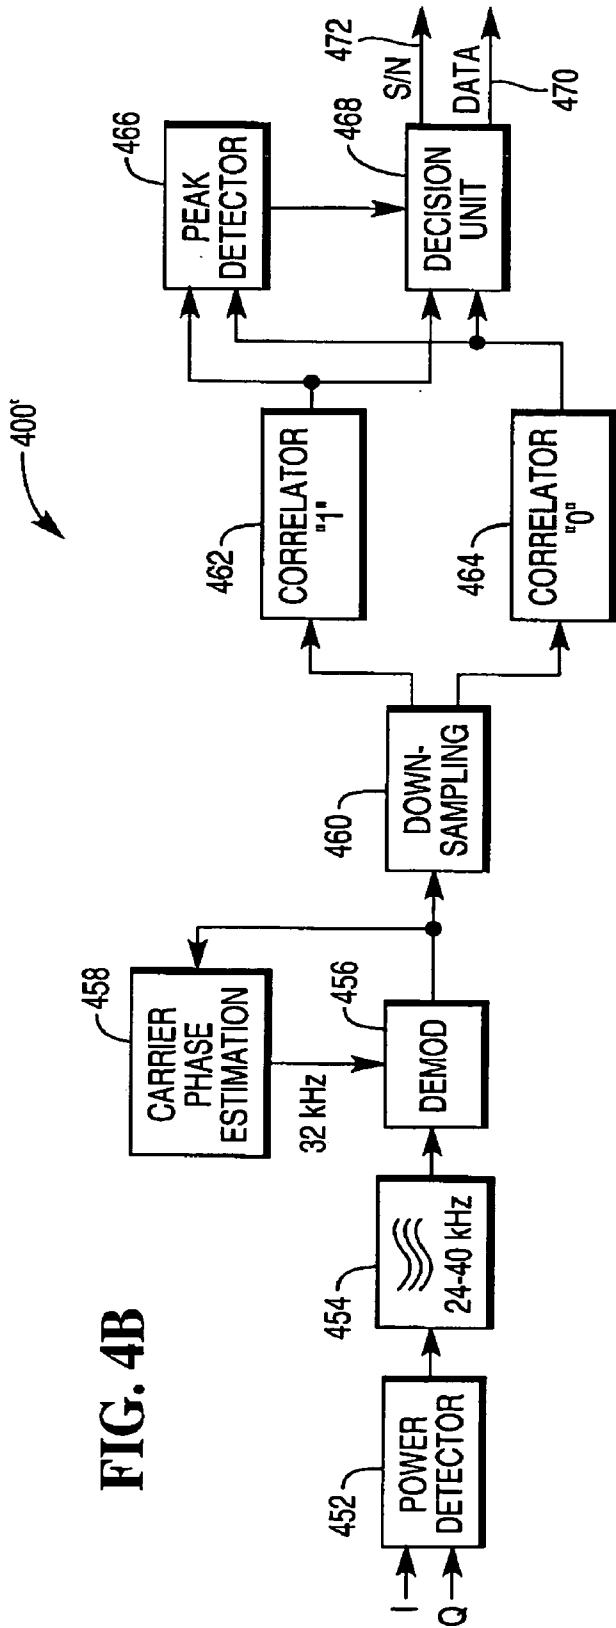 FIG. 4B
400'
I
Q
452
POWER
DETECTOR
454
24-40 kHz
456
DEMOD
458
CARRIER
PHASE
ESTIMATION
32 kHz
460
DOWN-
SAMPLING
462
CORRELATOR
"1"
464
CORRELATOR
"0"
466
PEAK
DETECTOR
468
DECISION
UNIT
S/N
472
DATA
470